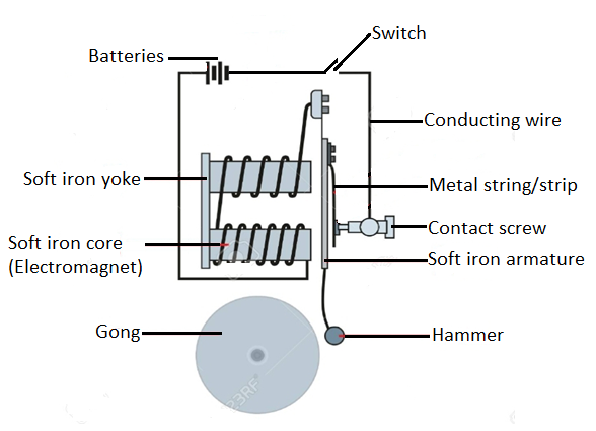 Switch
Batteries
Conducting wire
Soft iron yoke
Metal string/strip
Contact screw
Soft iron core
(Electromagnet)
Soft iron armature
Gong
Hammer
123RF